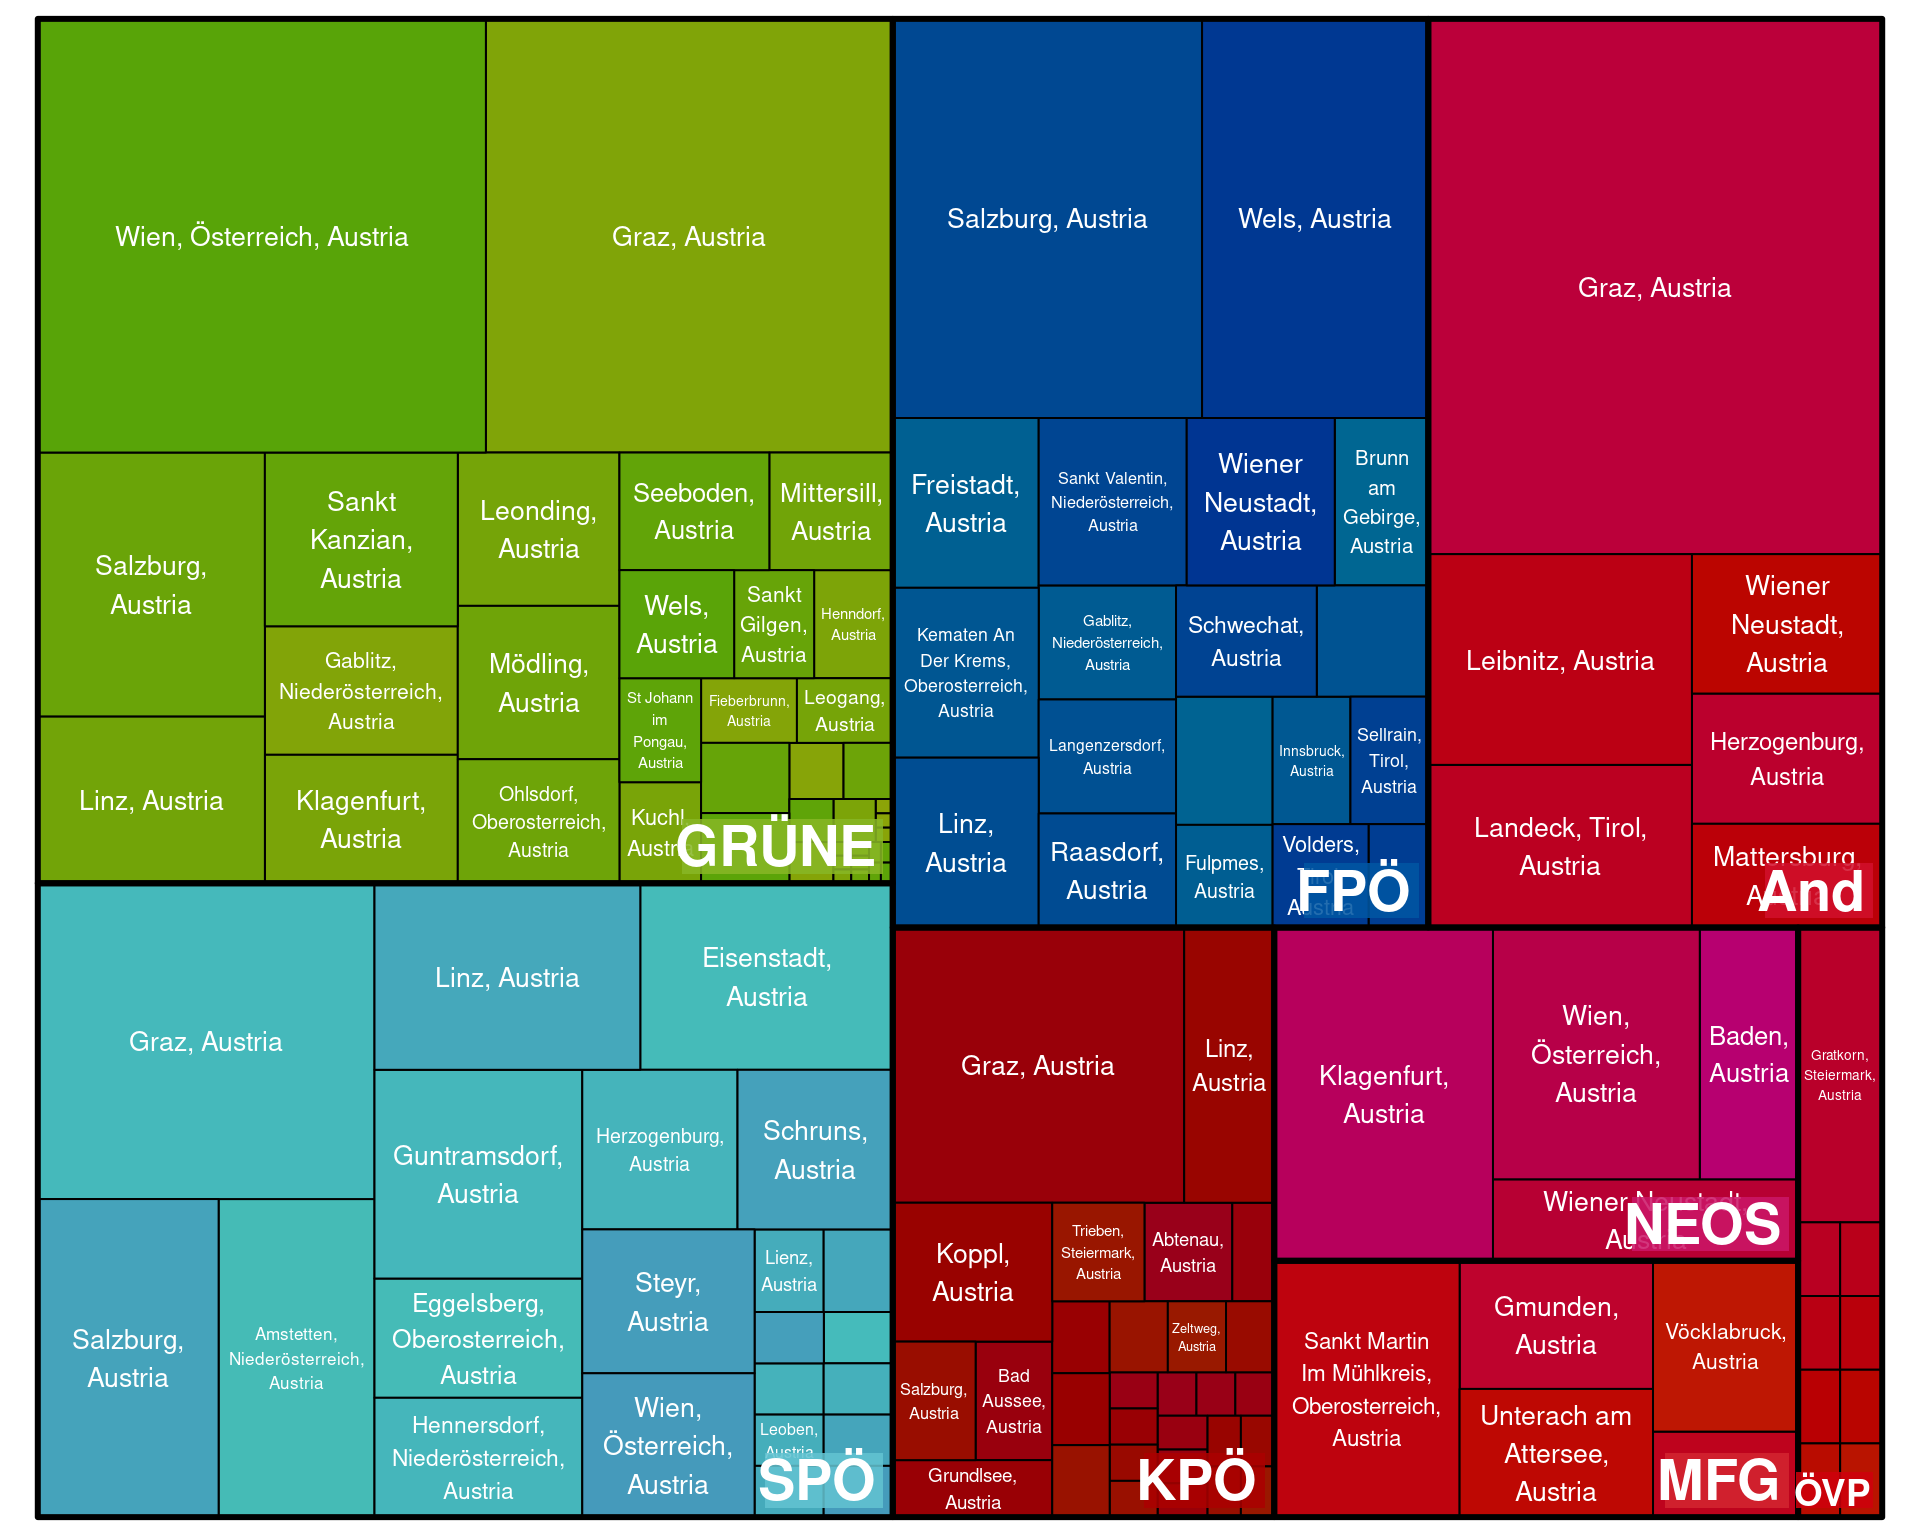 Wien, Österreich, Austria
Graz, Austria
Salzburg,
Austria
Sankt
Kanzian,
Austria
Leonding,
Austria
Seeboden,
Austria
Mittersill,
Austria
Wels,
Austria
Sankt
Gilgen,
Austria
Henndorf,
Austria
Gablitz,
Niederösterreich,
Austria
Mödling,
Austria
St Johann
im
Pongau,
Austria
Fieberbrunn,
Austria
Leogang,
Austria
Linz, Austria
Klagenfurt,
Austria
Ohlsdorf,
Oberosterreich,
Austria
Kuchl,
Austria
GRÜNE
Salzburg, Austria
Wels, Austria
Freistadt,
Austria
Sankt Valentin,
Niederösterreich,
Austria
Wiener
Neustadt,
Austria
Brunn
am
Gebirge,
Austria
Kematen An
Der Krems,
Oberosterreich,
Austria
Gablitz,
Niederösterreich,
Austria
Schwechat,
Austria
Langenzersdorf,
Austria
Innsbruck,
Austria
Sellrain,
Tirol,
Austria
Linz,
Austria
Raasdorf,
Austria
Fulpmes,
Austria
Volders,
Tirol,
Austria
FPÖ
Graz, Austria
Leibnitz, Austria
Wiener
Neustadt,
Austria
Herzogenburg,
Austria
Landeck, Tirol,
Austria
Mattersburg,
Austria
And
Graz, Austria
Linz, Austria
Eisenstadt,
Austria
Guntramsdorf,
Austria
Herzogenburg,
Austria
Schruns,
Austria
Salzburg,
Austria
Amstetten,
Niederösterreich,
Austria
Eggelsberg,
Oberosterreich,
Austria
Hennersdorf,
Niederösterreich,
Austria
Steyr,
Austria
Lienz,
Austria
Wien,
Österreich,
Austria
Leoben,
Austria
SPÖ
Graz, Austria
Linz,
Austria
Koppl,
Austria
Trieben,
Steiermark,
Austria
Abtenau,
Austria
Zeltweg,
Austria
Salzburg,
Austria
Bad
Aussee,
Austria
Grundlsee,
Austria
KPÖ
Klagenfurt,
Austria
Wien,
Österreich,
Austria
Baden,
Austria
Wiener Neustadt,
Austria
NEOS
Sankt Martin
Im Mühlkreis,
Oberosterreich,
Austria
Gmunden,
Austria
Vöcklabruck,
Austria
Unterach am
Attersee,
Austria
MFG
Gratkorn,
Steiermark,
Austria
ÖVP